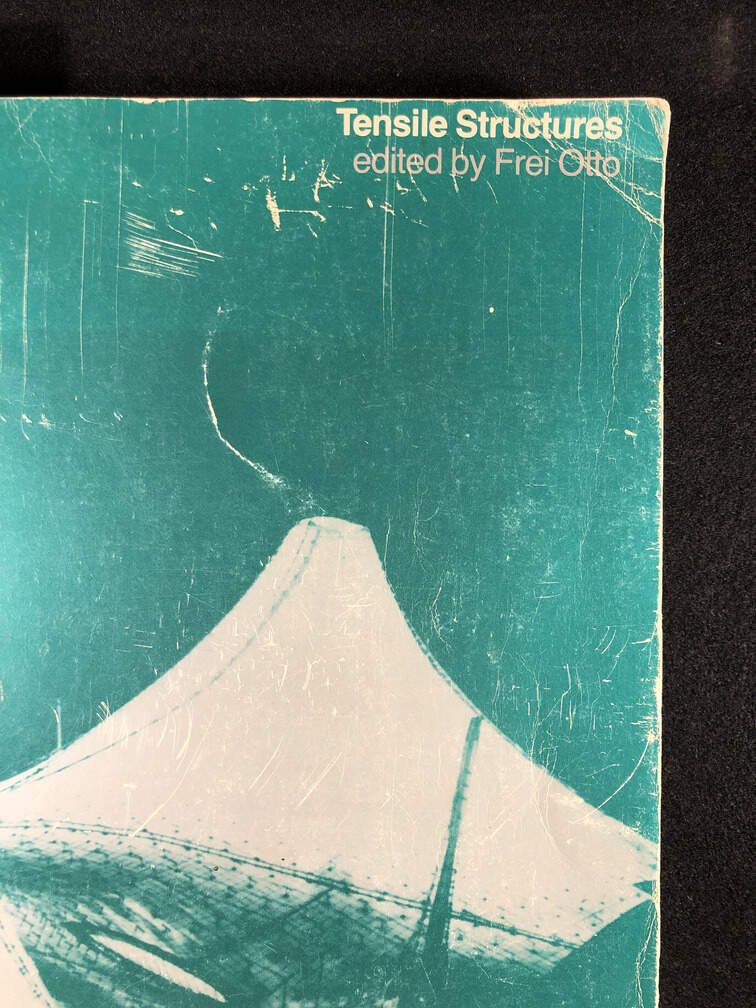 Tensile Structures
edited by Frei Otto